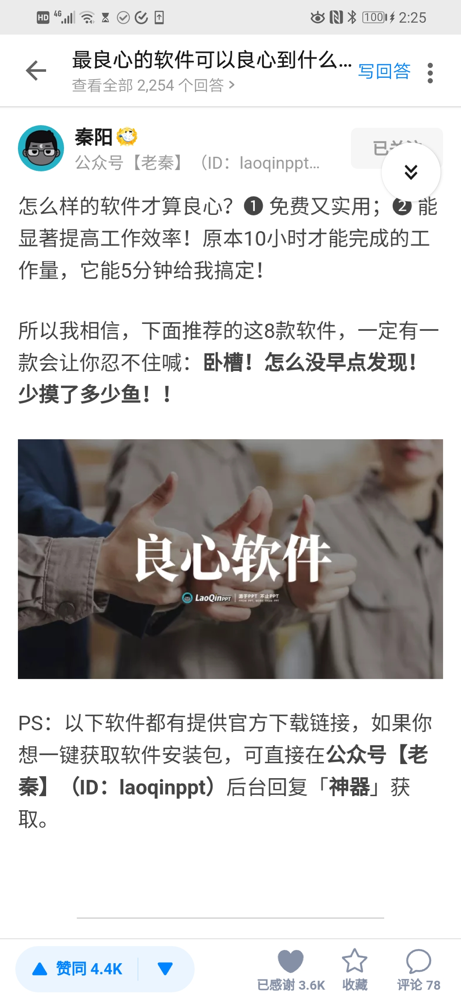 HD 4G 100 2:25
最良心的软件可以良心到什么...
写回答
查看全部 2,254 个回答 >
秦阳
公众号【老秦】（ID：laoqinppt...
怎么样的软件才算良心？❶ 免费又实用；❷ 能
显著提高工作效率！原本10小时才能完成的工
作量，它能5分钟给我搞定！
所以我相信，下面推荐的这8款软件，一定有一
款会让你忍不住喊：卧槽！怎么没早点发现！
少摸了多少鱼！！
良心软件
LaoQinPPT | 源于PPT 不止PPT
FROM PPT, MORE THAN PPT
PS：以下软件都有提供官方下载链接，如果你
想一键获取软件安装包，可直接在公众号【老
秦】（ID：laoqinppt）后台回复「神器」获
取。
赞同 4.4K
已感谢 3.6K
收藏
评论 78